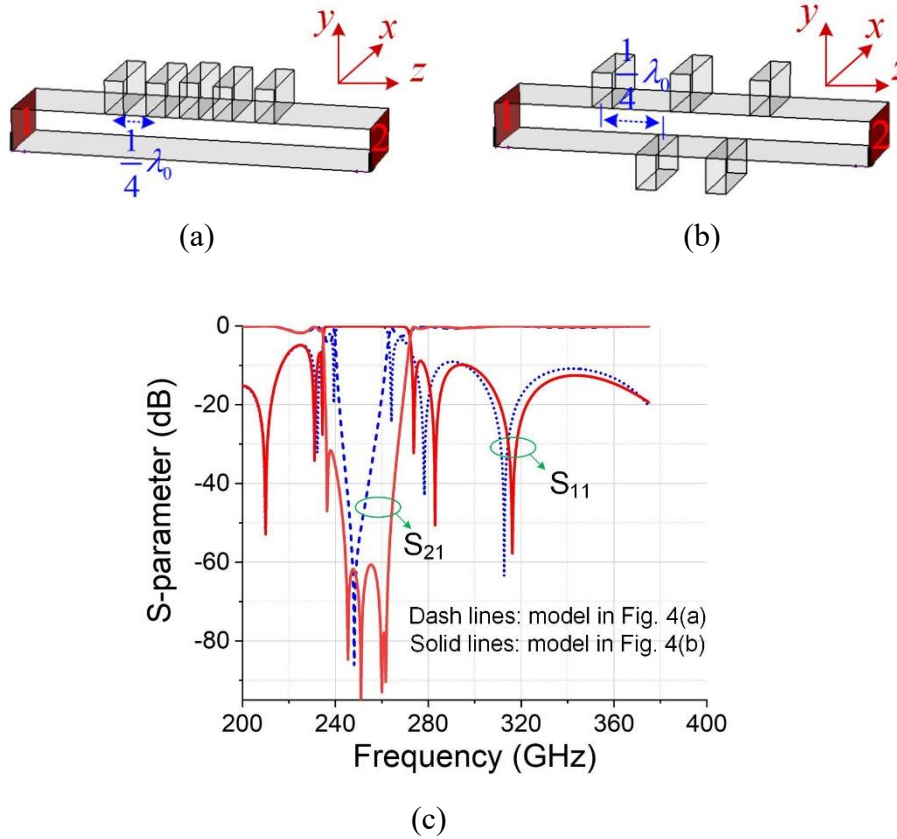 y
x
z
1
2
1
4
λ₀
(a)
y
x
z
1
2
1
4
λ₀
(b)
S-parameter (dB)
0
-20
-40
-60
-80
S₁₁
S₂₁
Dash lines: model in Fig. 4(a)
Solid lines: model in Fig. 4(b)
200 240 280 320 360 400
Frequency (GHz)
(c)